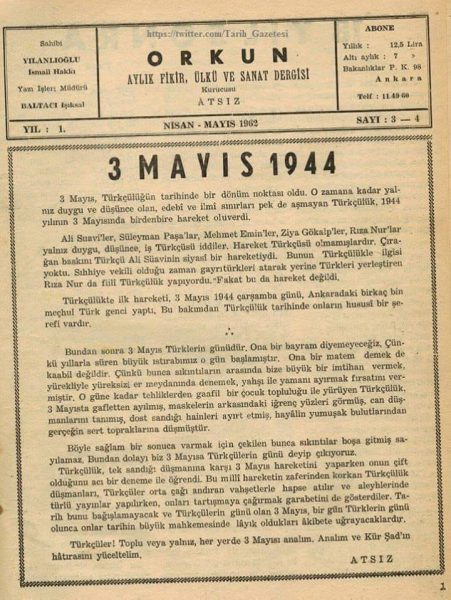 https://twitter.com/Tarih_Gazetesi
Sahibi
YILANLIOĞLU
İsmail Hakkı
Yazı İşleri Müdürü
BALTACI Işıksal
ORKUN
AYLIK FİKİR, ÜLKÜ VE SANAT DERGİSİ
Kurucusu
ATSIZ
ABONE
Yıllık : 12,5 Lira
Altı aylık : 7 >
Bakanlıklar P. K. 98
Ankara
Telf : 11 49 60
YIL : 1.
NİSAN - MAYIS 1962
SAYI : 3 — 4
3 MAYIS 1944
3 Mayıs, Türkçülüğün tarihinde bir dönüm noktası oldu. O zamana kadar yal-
nız duygu ve düşünce olan, edebî ve ilmî sınırları pek de aşmayan Türkçülük, 1944
yılının 3 Mayısında birdenbire hareket oluverdi.
Ali Suavi'ler, Süleyman Paşa'lar, Mehmet Emin'ler, Ziya Gökalp'ler, Rıza Nur'lar
yalnız duygu, düşünce, iş Türkçüsü iddiler. Hareket Türkçüsü olmamışlardır. Çıra-
ğan baskını Türkçü Ali Süavinin siyasî bir hareketiydi. Bunun Türkçülükle ilgisi
yoktu. Sıhhiye vekili olduğu zaman gayritürkleri atarak yerine Türkleri yerleştiren
Rıza Nur da fiilî Türkçülük yapıyordu. Fakat bu da hareket değildi.
Türkçülükte ilk hareketi, 3 Mayıs 1944 çarşamba günü, Ankaradaki birkaç bin
meçhul Türk genci yaptı. Bu bakımdan Türkçülük tarihinde onların hususî bir şe-
refi vardır.
∴
Bundan sonra 3 Mayıs Türklerin günüdür. Ona bir bayram diyemeyeceğiz. Çün-
kü yıllarla süren büyük ıstırabımız o gün başlamıştır. Ona bir matem demek de
kaabil değildir. Çünkü bunca sıkıntıların arasında bize büyük bir imtihan vermek,
yürekliyle yüreksizi er meydanında denemek, yahşi ile yamanı ayırmak fırsatını ver-
miştir. O güne kadar tehliklerden gaafil bir çocuk topluluğu ile yürüyen Türkçülük,
3 Mayısta gafletten ayılmış, maskelerin arkasındaki iğrenç yüzleri görmüş, can düş-
manlarını tanımış, dost sandığı hainleri ayırt etmiş, hayâlin yumuşak bulutlarından
gerçeğin sert topraklarına düşmüştür.
Böyle sağlam bir sonuca varmak için çekilen bunca sıkıntılar boşa gitmiş sa-
yılamaz. Bundan dolayı biz 3 Mayısa Türkçülerin günü deyip çıkıyoruz.
Türkçülük, tek sandığı düşmanına karşı 3 Mayıs hareketini yaparken onun çift
olduğunu acı bir deneme ile öğrendi. Bu millî hareketin zaferinden korkan Türkçülük
düşmanları, Türkçüler orta çağı andıran vahşetlerle hapse atılır ve aleyhlerinde
türlü yayınlar yapılırken, onları tartışmaya çağırmak garabetini de gösterdiler. Ta-
rih bunu bağışlamayacak ve Türkçülerin günü olan 3 Mayıs, bir gün Türklerin günü
olunca onlar tarihin büyük mahkemesinde lâyık oldukları âkibete uğrayacaklardır.
Türkçüler! Toplu veya yalnız, her yerde 3 Mayısı analım. Analım ve Kür Şad'ın
hâtırasını yüceltelim.
ATSIZ
1